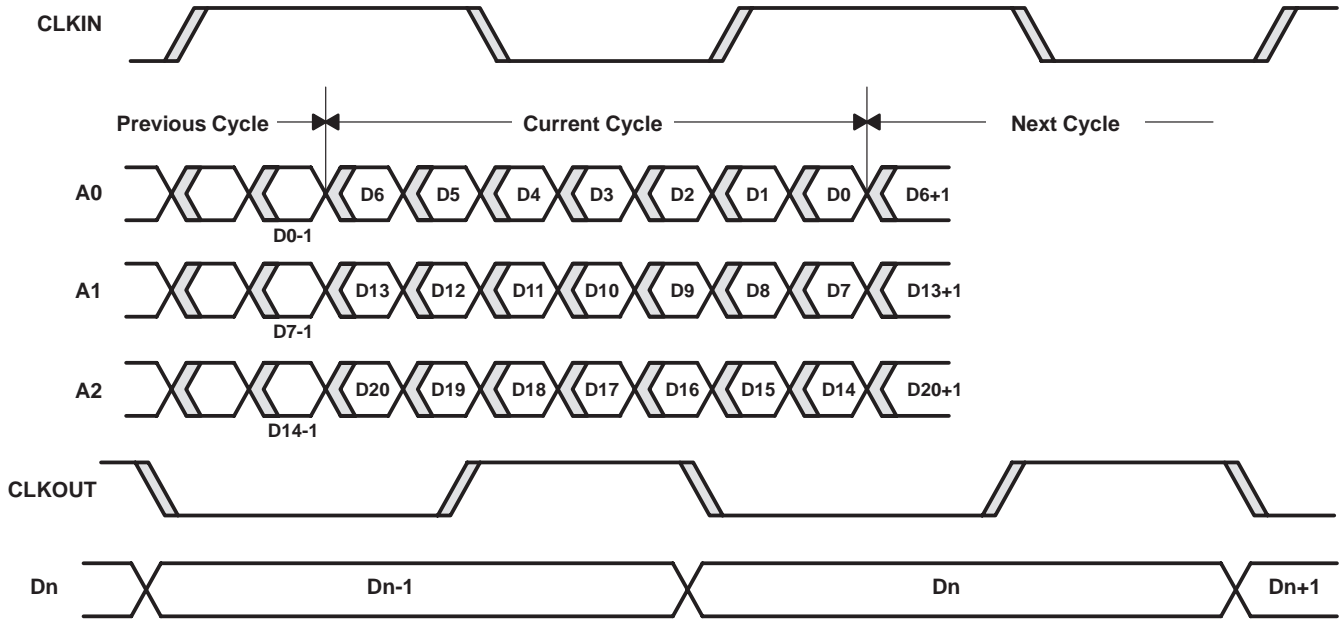 CLKIN
Previous Cycle Current Cycle Next Cycle
A0 D6 D5 D4 D3 D2 D1 D0 D6+1
D0-1
A1 D13 D12 D11 D10 D9 D8 D7 D13+1
D7-1
A2 D20 D19 D18 D17 D16 D15 D14 D20+1
D14-1
CLKOUT
Dn Dn-1 Dn Dn+1